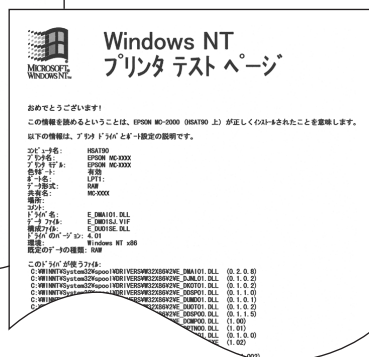 MICROSOFT®
WINDOWS NT™
Windows NT
プリンタ テスト ページ
おめでとうございます!
この情報を読めるということは、EPSON MC-2000 (HSAT90 上) が正しくインストールされたことを意味します。
以下の情報は、プリンタ ドライバとポート設定の説明です。
コンピュータ名: HSAT90
プリンタ名: EPSON MC-XXXX
プリンタ モデル: EPSON MC-XXXX
色サポート: 有効
ポート名: LPT1:
データ形式: RAW
共有名: MC-XXXX
場所:
コメント:
ドライバ名: E_DMAI01.DLL
データ ファイル: E_DMO1SJ.VIF
構成ファイル: E_DU01SE.DLL
ドライバのバージョン: 4.01
環境: Windows NT x86
既定のデータの種類: RAW
このドライバが使うファイル:
C:¥WINNT¥System32¥spool¥DRIVERS¥W32X86¥2¥E_DMAI01.DLL (0.2.0.8)
C:¥WINNT¥System32¥spool¥DRIVERS¥W32X86¥2¥E_DJML01.DLL (0.1.0.2)
C:¥WINNT¥System32¥spool¥DRIVERS¥W32X86¥2¥E_DKOT01.DLL (0.1.0.2)
C:¥WINNT¥System32¥spool¥DRIVERS¥W32X86¥2¥E_DDSP01.DLL (0.1.1.0)
C:¥WINNT¥System32¥spool¥DRIVERS¥W32X86¥2¥E_DUMD01.DLL (0.1.0.1)
¥DRIVERS¥W32X86¥2¥E_DUOT01.DLL (0.1.0.2)
¥W32X86¥2¥E_DDSP00.DLL (0.1.5.0)
¥E_DCMP00.DLL (1.00)
.DLL (1.01)
.DLL (0.1.0.0)
(1.02)